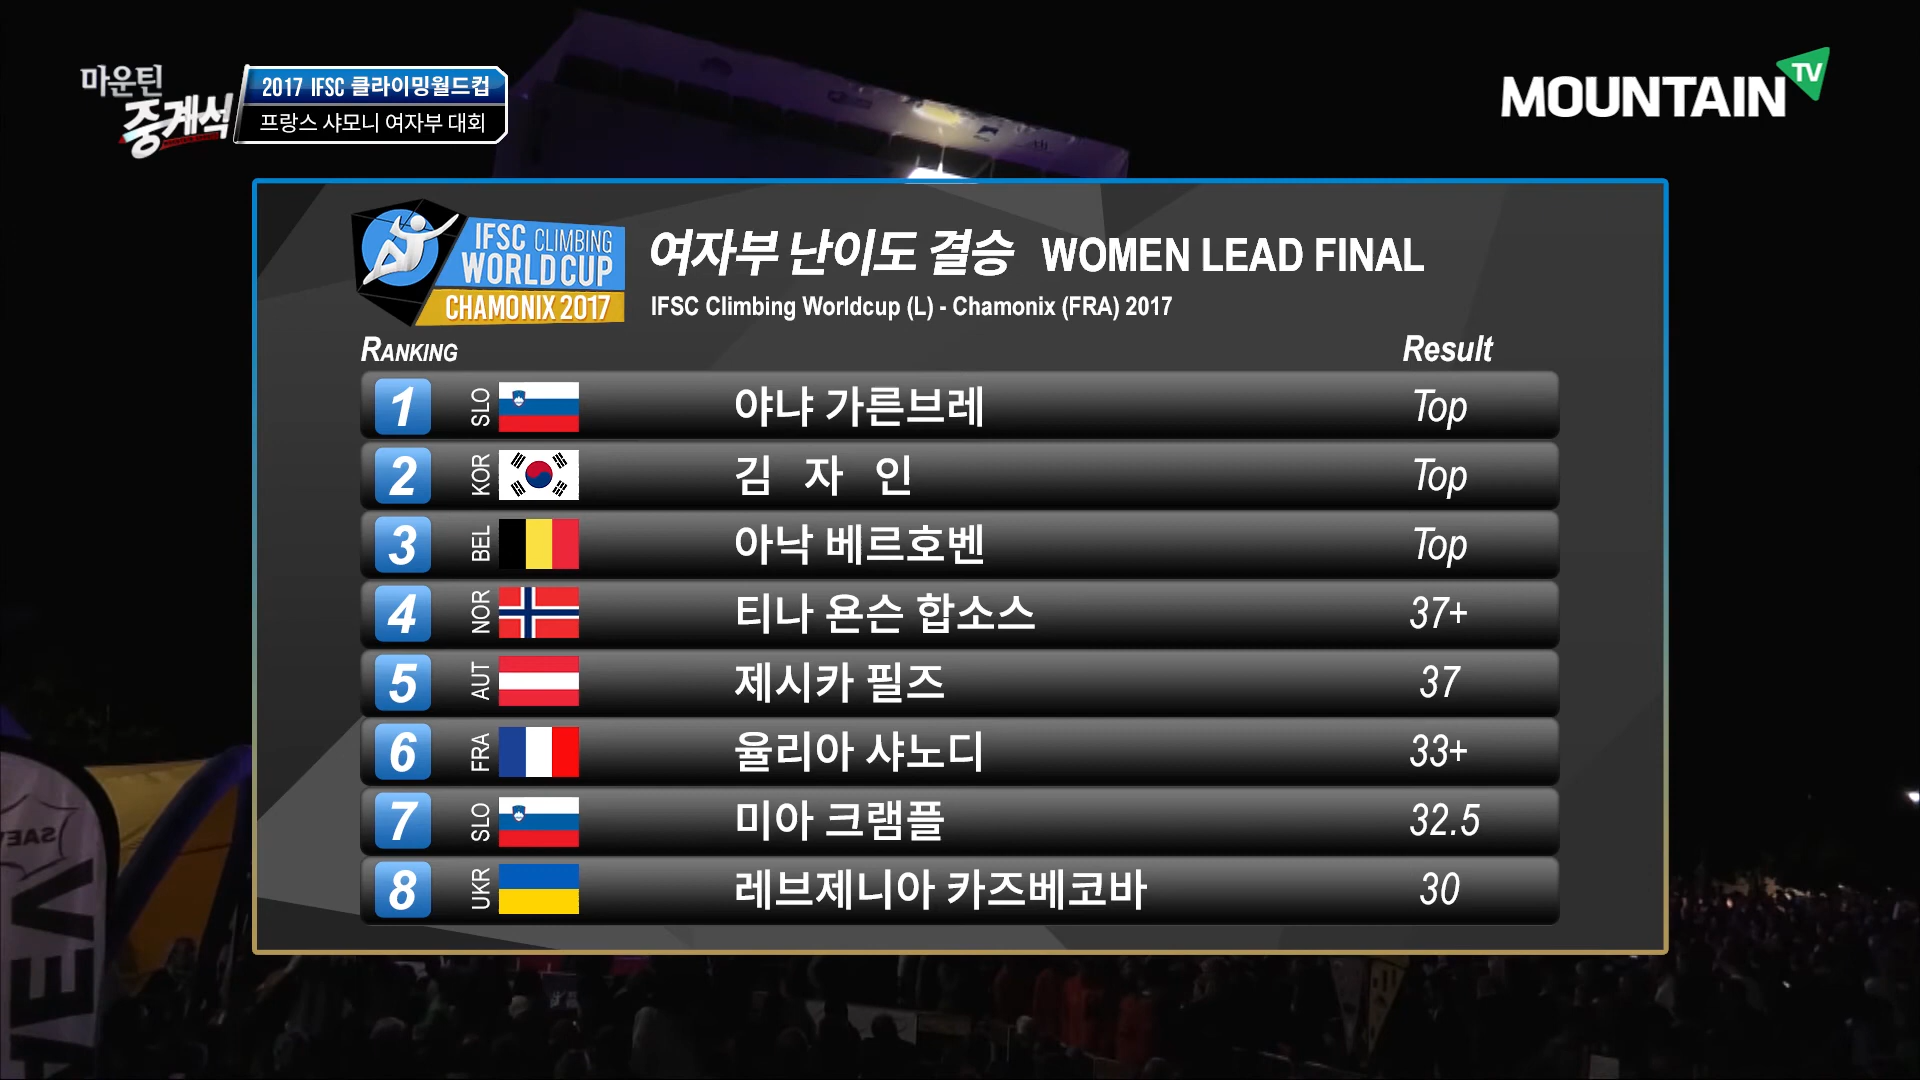 마운틴
중계석
2017 IFSC 클라이밍월드컵
프랑스 샤모니 여자부 대회
MOUNTAIN TV
IFSC CLIMBING
WORLD CUP
CHAMONIX 2017
여자부 난이도 결승 WOMEN LEAD FINAL
IFSC Climbing Worldcup (L) - Chamonix (FRA) 2017
RANKING Result
1 SLO 야냐 가른브레 Top
2 KOR 김 자 인 Top
3 BEL 아낙 베르호벤 Top
4 NOR 티나 욘슨 합소스 37+
5 AUT 제시카 필즈 37
6 FRA 율리아 샤노디 33+
7 SLO 미아 크램플 32.5
8 UKR 레브제니아 카즈베코바 30